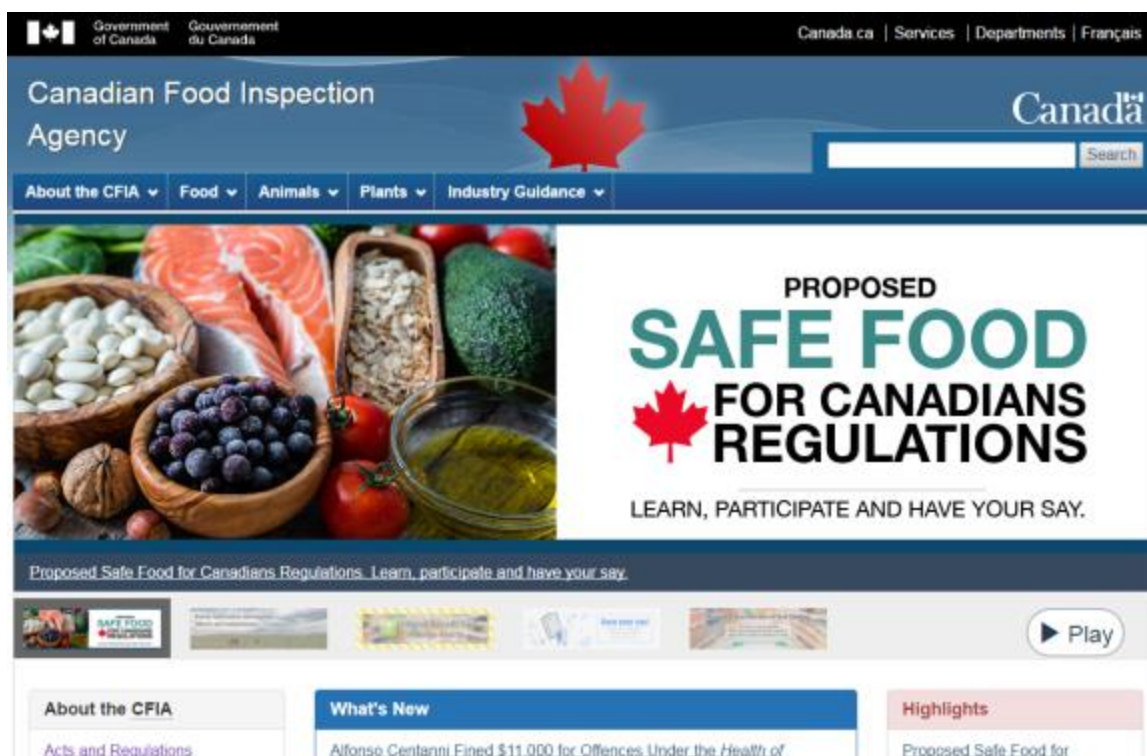 Government of Canada
Gouvernement du Canada
Canada.ca | Services | Departments | Français
Canadian Food Inspection
Agency
Canada
Search
About the CFIA
Food
Animals
Plants
Industry Guidance
PROPOSED
SAFE FOOD
FOR CANADIANS
REGULATIONS
LEARN, PARTICIPATE AND HAVE YOUR SAY.
Proposed Safe Food for Canadians Regulations. Learn, participate and have your say.
SAFE FOOD
FOR CANADIANS
REGULATIONS
Play
About the CFIA
Acts and Regulations
What's New
Alfonso Centanni Fined $11,000 for Offences Under the Health of
Highlights
Proposed Safe Food for